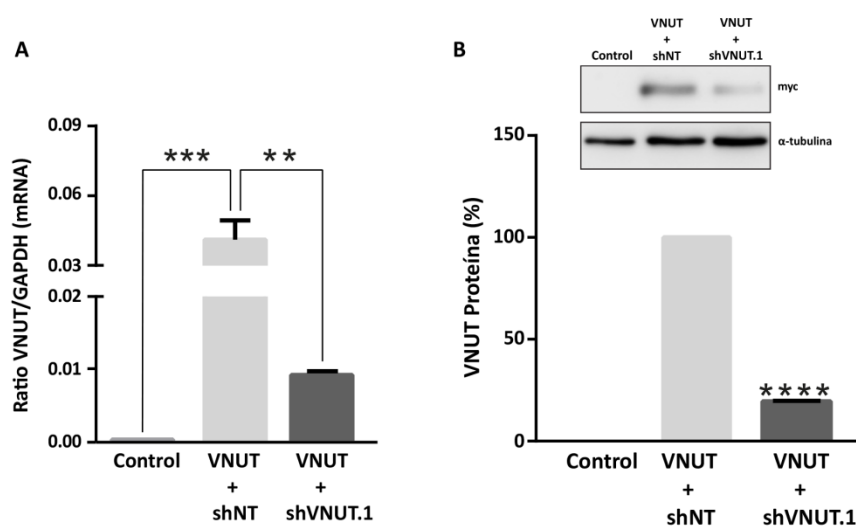 A
Ratio VNUT/GAPDH (mRNA)
0.09
0.06
0.03
0.02
0.01
0.00
***
**
Control
VNUT
+
shNT
VNUT
+
shVNUT.1
B
Control
VNUT
+
shNT
VNUT
+
shVNUT.1
myc
α-tubulina
VNUT Proteína (%)
150
100
50
0
****
Control
VNUT
+
shNT
VNUT
+
shVNUT.1